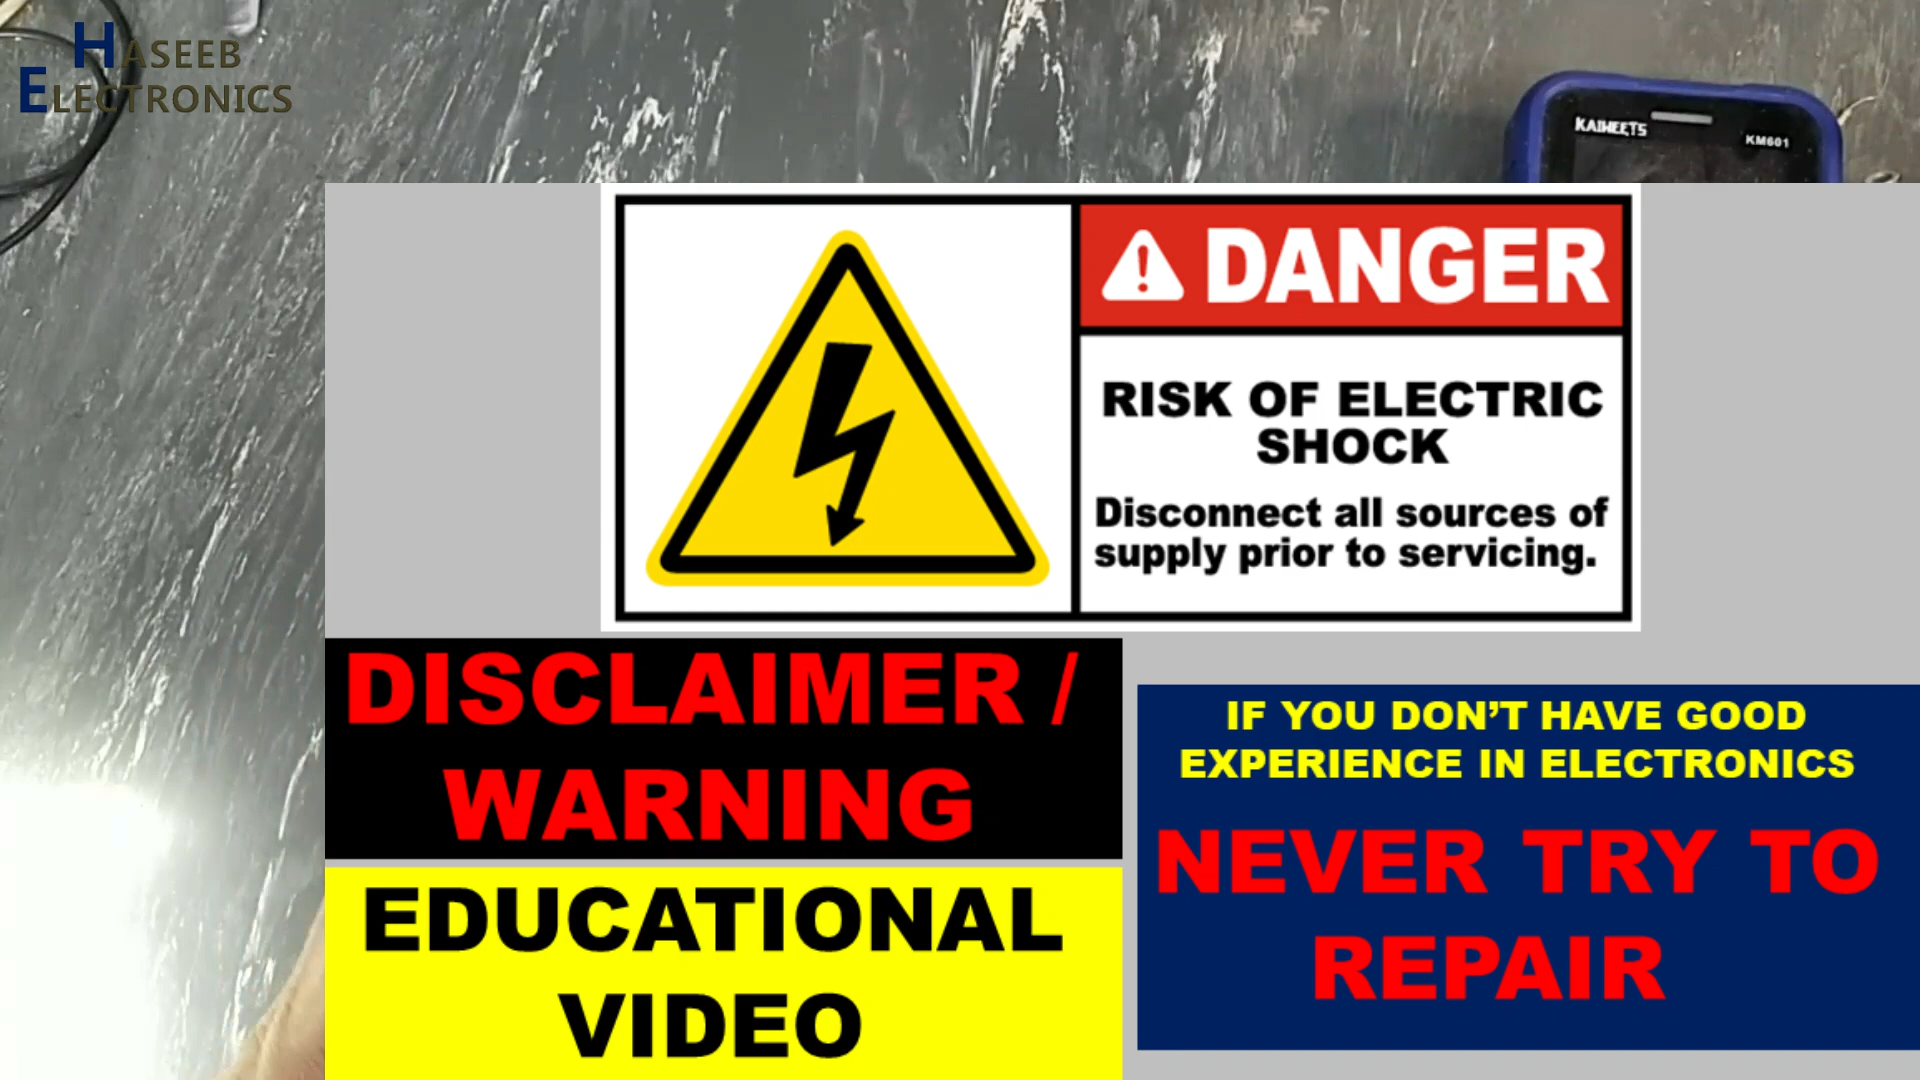 HASEEB
ELECTRONICS
KAIWEETS
KM601
DANGER
RISK OF ELECTRIC
SHOCK
Disconnect all sources of
supply prior to servicing.
DISCLAIMER /
WARNING
EDUCATIONAL
VIDEO
IF YOU DON’T HAVE GOOD
EXPERIENCE IN ELECTRONICS
NEVER TRY TO
REPAIR